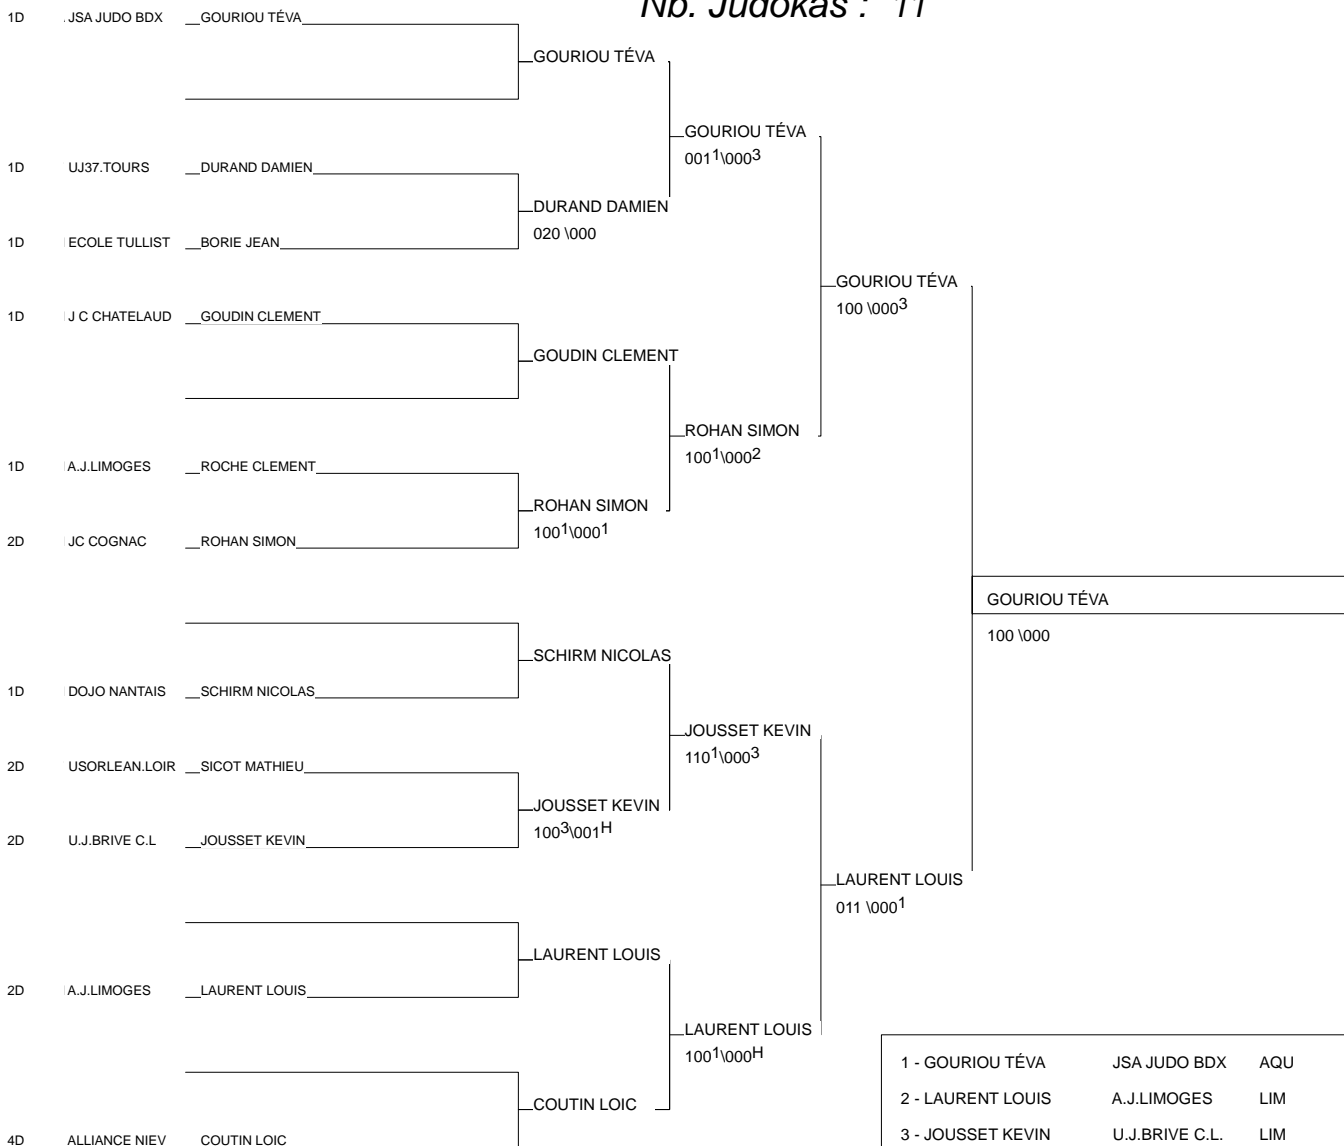 Nb. Judokas : 11
1D JSA JUDO BDX GOURIOU TÉVA
GOURIOU TÉVA
GOURIOU TÉVA
001¹\000³
1D UJ37.TOURS DURAND DAMIEN
DURAND DAMIEN
020 \000
1D ECOLE TULLIST BORIE JEAN
GOURIOU TÉVA
100 \000³
1D J C CHATELAUD GOUDIN CLEMENT
GOUDIN CLEMENT
ROHAN SIMON
100¹\000²
1D A.J.LIMOGES ROCHE CLEMENT
ROHAN SIMON
100¹\000¹
2D JC COGNAC ROHAN SIMON
GOURIOU TÉVA
100 \000
SCHIRM NICOLAS
1D DOJO NANTAIS SCHIRM NICOLAS
JOUSSET KEVIN
110¹\000³
2D USORLEAN.LOIR SICOT MATHIEU
JOUSSET KEVIN
100³\001ᴴ
2D U.J.BRIVE C.L JOUSSET KEVIN
LAURENT LOUIS
011 \000¹
LAURENT LOUIS
2D A.J.LIMOGES LAURENT LOUIS
LAURENT LOUIS
100¹\000ᴴ
COUTIN LOIC
4D ALLIANCE NIEV COUTIN LOIC
1 - GOURIOU TÉVA JSA JUDO BDX AQU
2 - LAURENT LOUIS A.J.LIMOGES LIM
3 - JOUSSET KEVIN U.J.BRIVE C.L. LIM